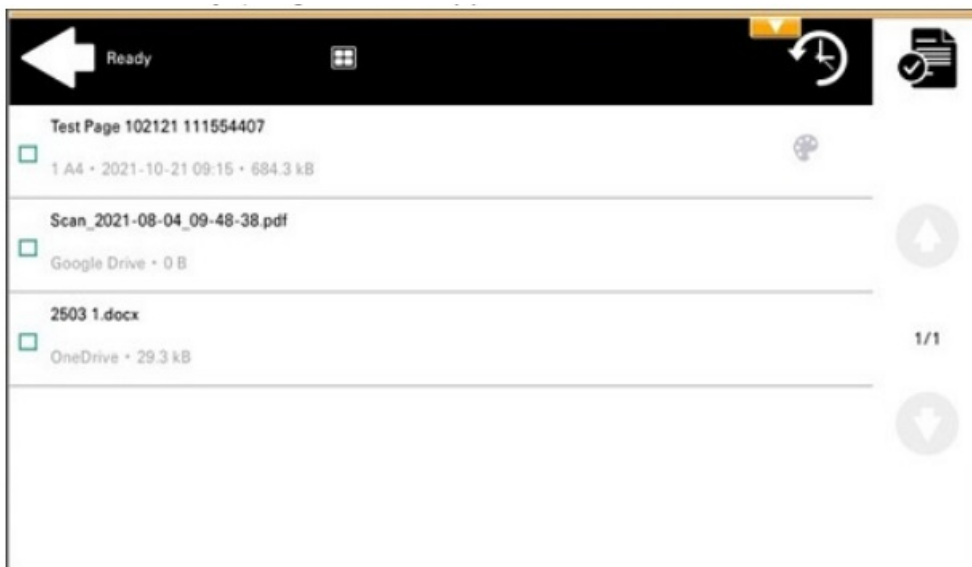 Ready
Test Page 102121 111554407
1 A4 • 2021-10-21 09:15 • 684.3 kB
Scan_2021-08-04_09-48-38.pdf
Google Drive • 0 B
2503 1.docx
OneDrive • 29.3 kB
1/1